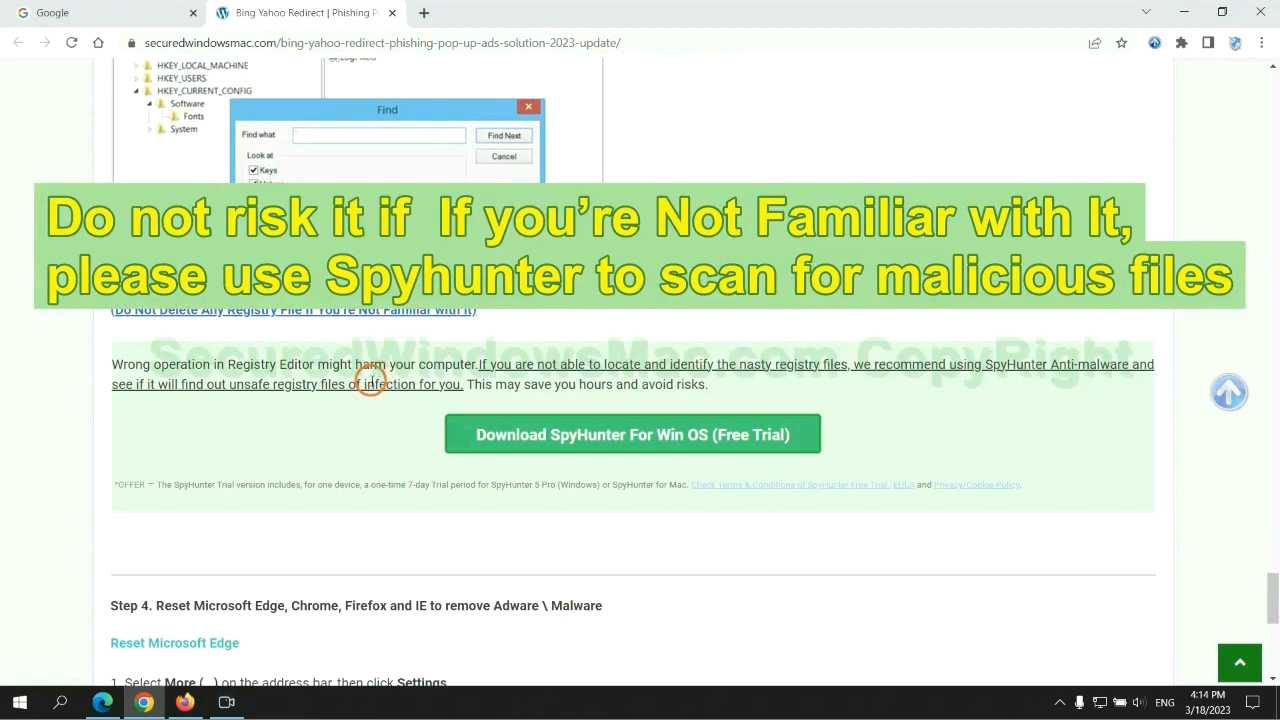 Google
Bing Yahoo Redirect | Phishing P
securedwindowsmac.com/bing-yahoo-redirect-phishing-pop-up-ads-solution-2023-update/
HKEY_LOCAL_MACHINE
HKEY_USERS
HKEY_CURRENT_CONFIG
Software
Fonts
System
Find
Find what
Find Next
Look at
Cancel
Keys
Do not risk it if If you’re Not Familiar with It,
please use Spyhunter to scan for malicious files
(Do Not Delete Any Registry File If You're Not Familiar with It)
SecuredWindowsMac.com CopyRight
Wrong operation in Registry Editor might harm your computer.If you are not able to locate and identify the nasty registry files, we recommend using SpyHunter Anti-malware and
see if it will find out unsafe registry files of infection for you. This may save you hours and avoid risks.
Download SpyHunter For Win OS (Free Trial)
*OFFER — The SpyHunter Trial version includes, for one device, a one-time 7-day Trial period for SpyHunter 5 Pro (Windows) or SpyHunter for Mac. Check Terms & Conditions of SpyHunter Free Trial , EULA and Privacy/Cookie Policy.
Step 4. Reset Microsoft Edge, Chrome, Firefox and IE to remove Adware \ Malware
Reset Microsoft Edge
1. Select More (...) on the address bar, then click Settings
ENG
4:14 PM
3/18/2023